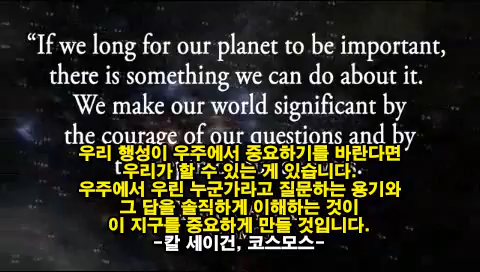 “If we long for our planet to be important,
there is something we can do about it.
We make our world significant by
the courage of our questions and by
우리 행성이 우주에서 중요하기를 바란다면
우리가 할 수 있는 게 있습니다.
우주에서 우린 누군가라고 질문하는 용기와
그 답을 솔직하게 이해하는 것이
이 지구를 중요하게 만들 것입니다.
-칼 세이건, 코스모스-